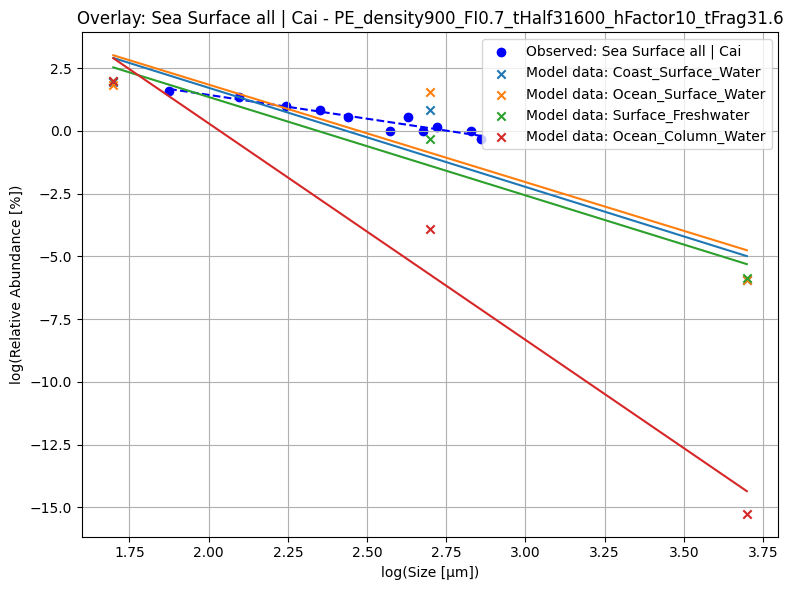 Overlay: Sea Surface all | Cai - PE_density900_FI0.7_tHalf31600_hFactor10_tFrag31.6
Observed: Sea Surface all | Cai
Model data: Coast_Surface_Water
Model data: Ocean_Surface_Water
Model data: Surface_Freshwater
Model data: Ocean_Column_Water
log(Relative Abundance [%])
2.5
0.0
−2.5
−5.0
−7.5
−10.0
−12.5
−15.0
1.75 2.00 2.25 2.50 2.75 3.00 3.25 3.50 3.75
log(Size [μm])